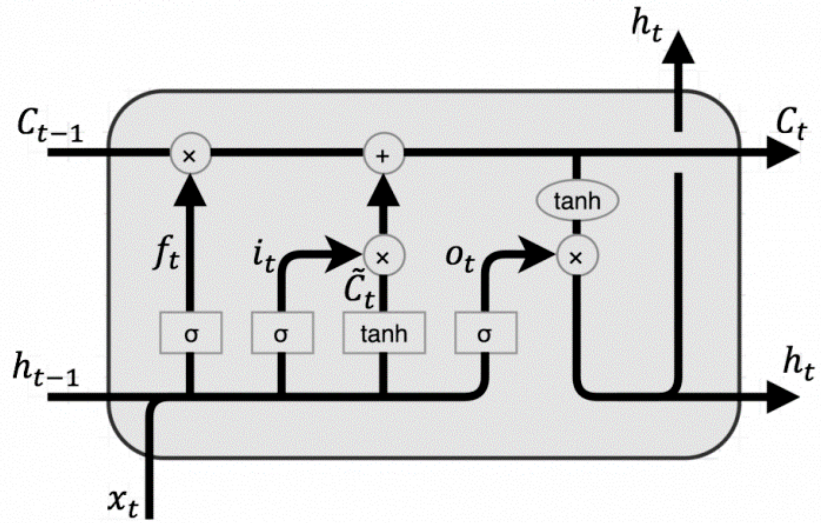 h_t
C_{t-1}
C_t
×
+
tanh
f_t
i_t
×
o_t
×
C̃_t
σ
σ
tanh
σ
h_{t-1}
h_t
x_t